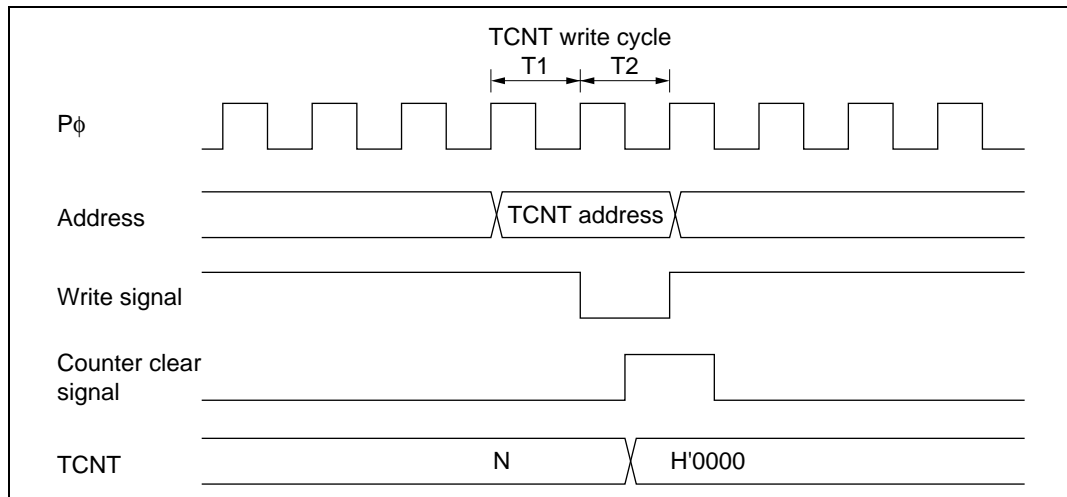 TCNT write cycle
T1 T2
Pϕ
Address
TCNT address
Write signal
Counter clear
signal
TCNT
N
H'0000